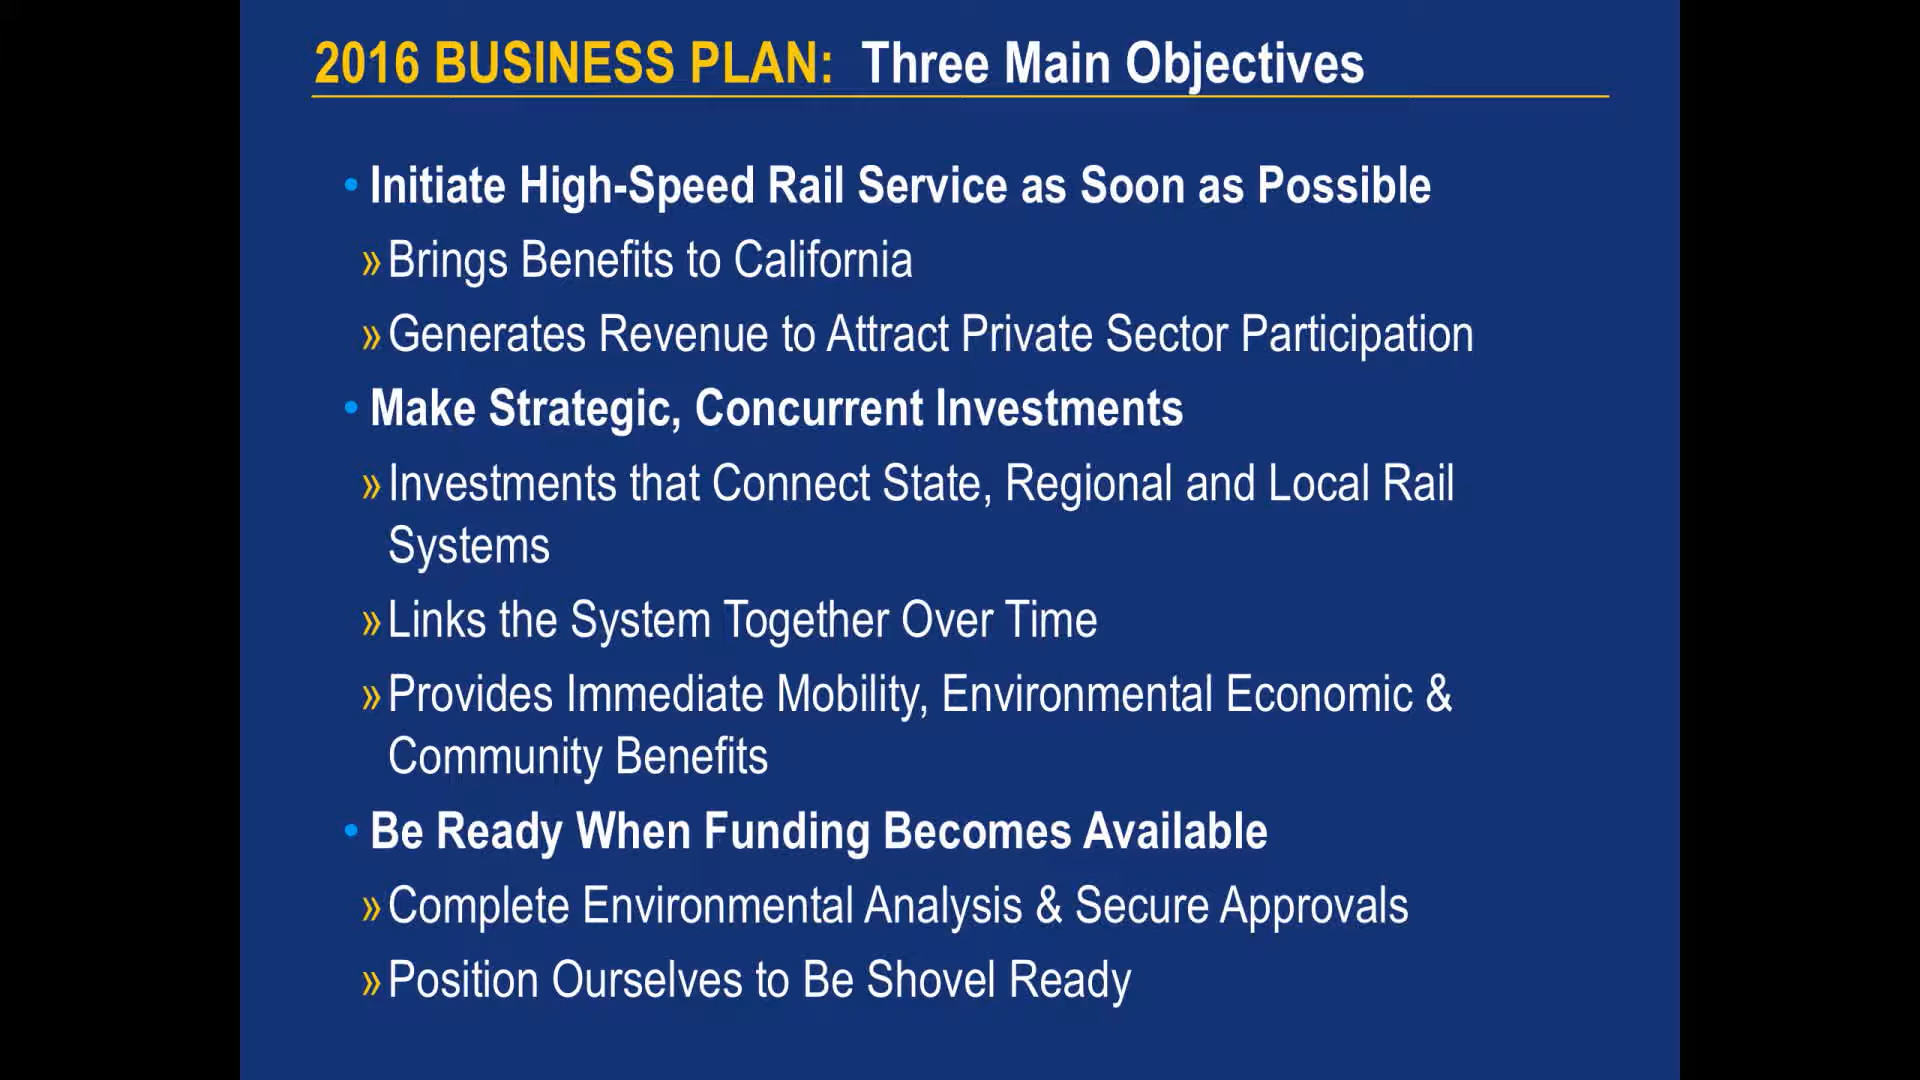 2016 BUSINESS PLAN: Three Main Objectives
• Initiate High-Speed Rail Service as Soon as Possible
» Brings Benefits to California
» Generates Revenue to Attract Private Sector Participation
• Make Strategic, Concurrent Investments
» Investments that Connect State, Regional and Local Rail
Systems
» Links the System Together Over Time
» Provides Immediate Mobility, Environmental Economic &
Community Benefits
• Be Ready When Funding Becomes Available
» Complete Environmental Analysis & Secure Approvals
» Position Ourselves to Be Shovel Ready